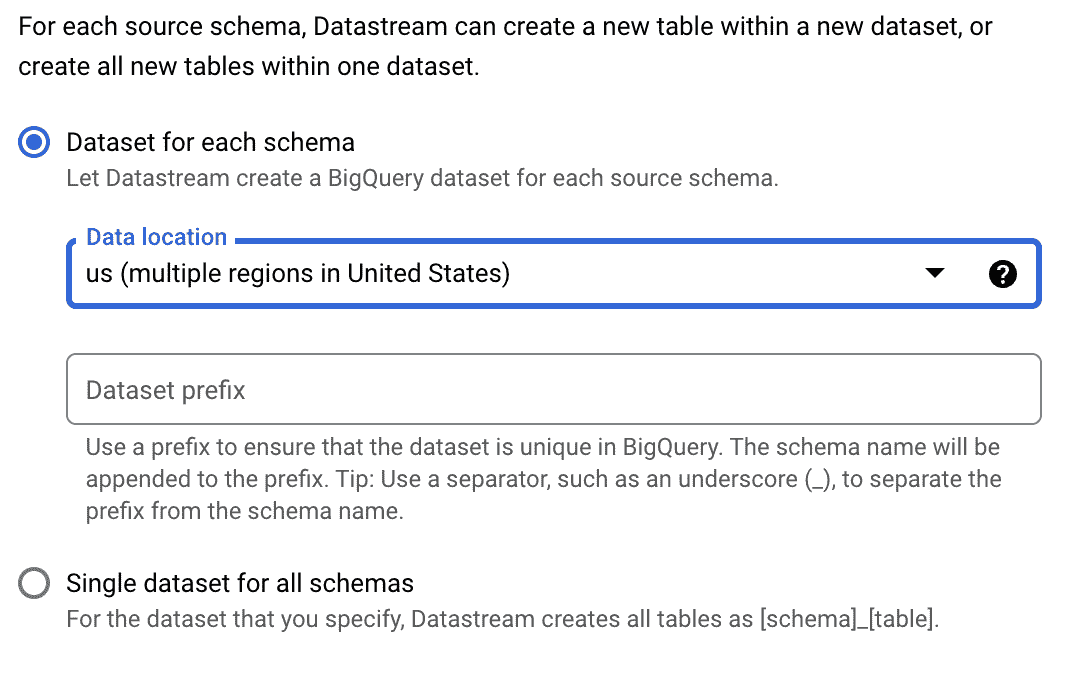 For each source schema, Datastream can create a new table within a new dataset, or
create all new tables within one dataset.
Dataset for each schema
Let Datastream create a BigQuery dataset for each source schema.
Data location
us (multiple regions in United States)
Dataset prefix
Use a prefix to ensure that the dataset is unique in BigQuery. The schema name will be
appended to the prefix. Tip: Use a separator, such as an underscore (_), to separate the
prefix from the schema name.
Single dataset for all schemas
For the dataset that you specify, Datastream creates all tables as [schema]_[table].